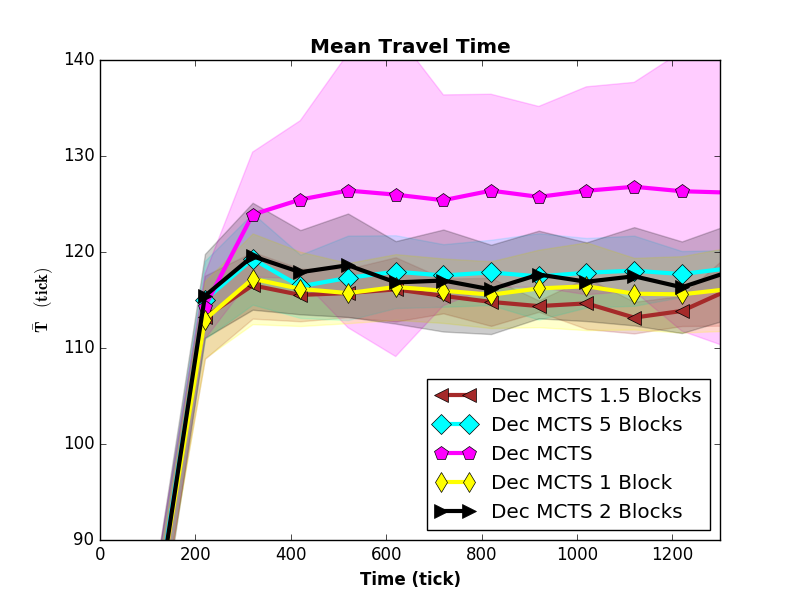 Mean Travel Time
140
130
120
110
100
90
T̄ (tick)
0 200 400 600 800 1000 1200
Time (tick)
Dec MCTS 1.5 Blocks
Dec MCTS 5 Blocks
Dec MCTS
Dec MCTS 1 Block
Dec MCTS 2 Blocks